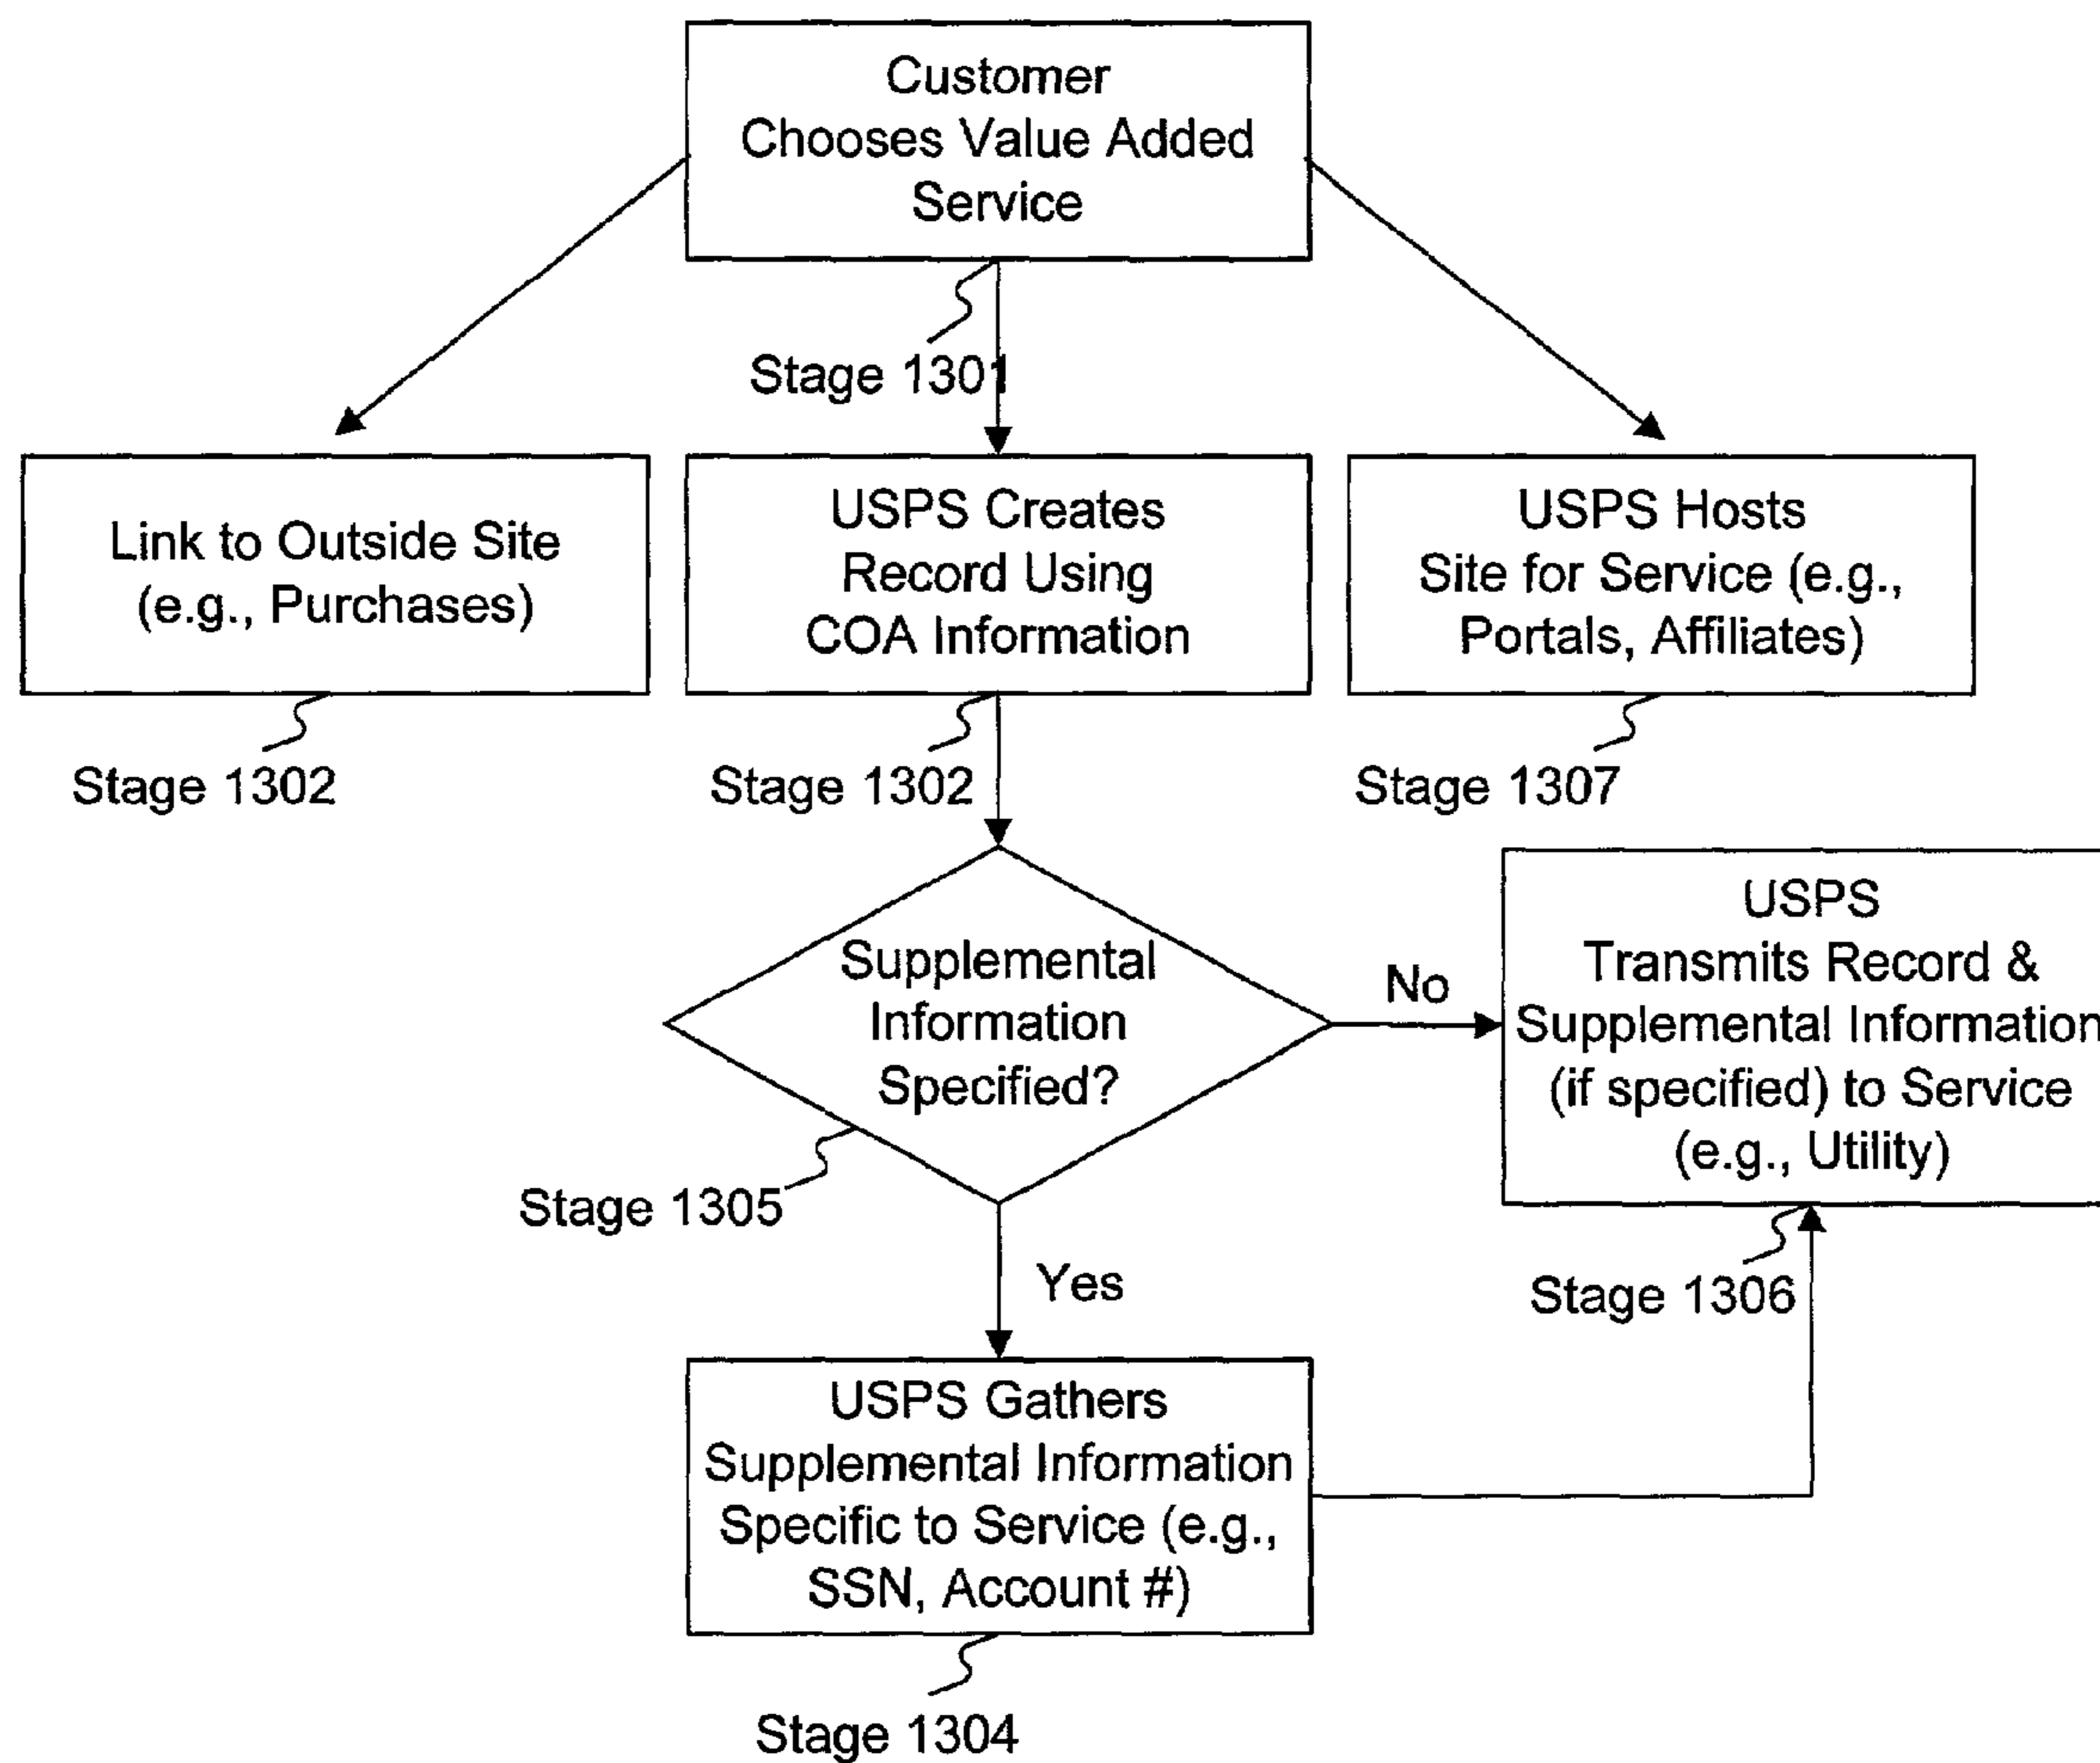 Customer
Chooses Value Added
Service
Stage 1301
Link to Outside Site
(e.g., Purchases)
Stage 1302
USPS Creates
Record Using
COA Information
Stage 1302
USPS Hosts
Site for Service (e.g.,
Portals, Affiliates)
Stage 1307
Supplemental
Information
Specified?
Stage 1305
No
USPS
Transmits Record &
Supplemental Information
(if specified) to Service
(e.g., Utility)
Stage 1306
Yes
USPS Gathers
Supplemental Information
Specific to Service (e.g.,
SSN, Account #)
Stage 1304